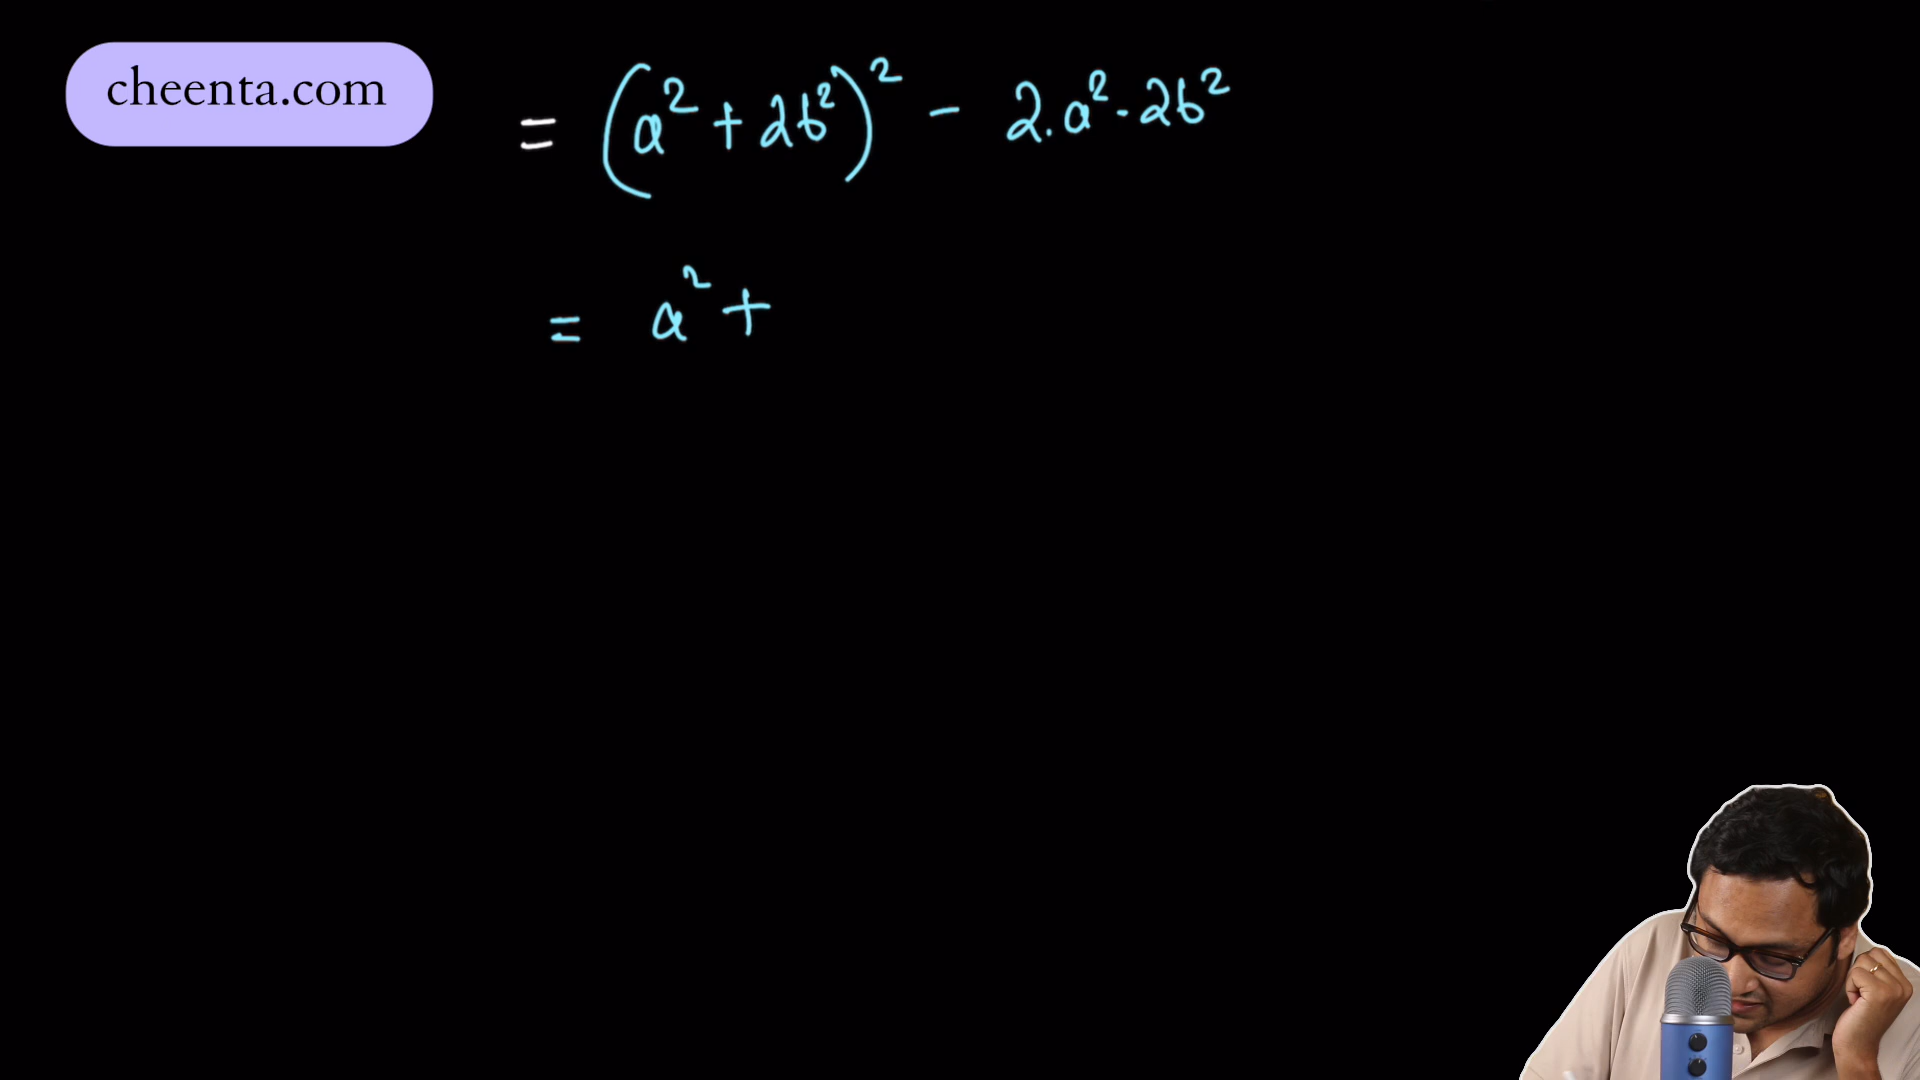 cheenta.com
= (a² + 2b²)² - 2.a².2b²
= a² +